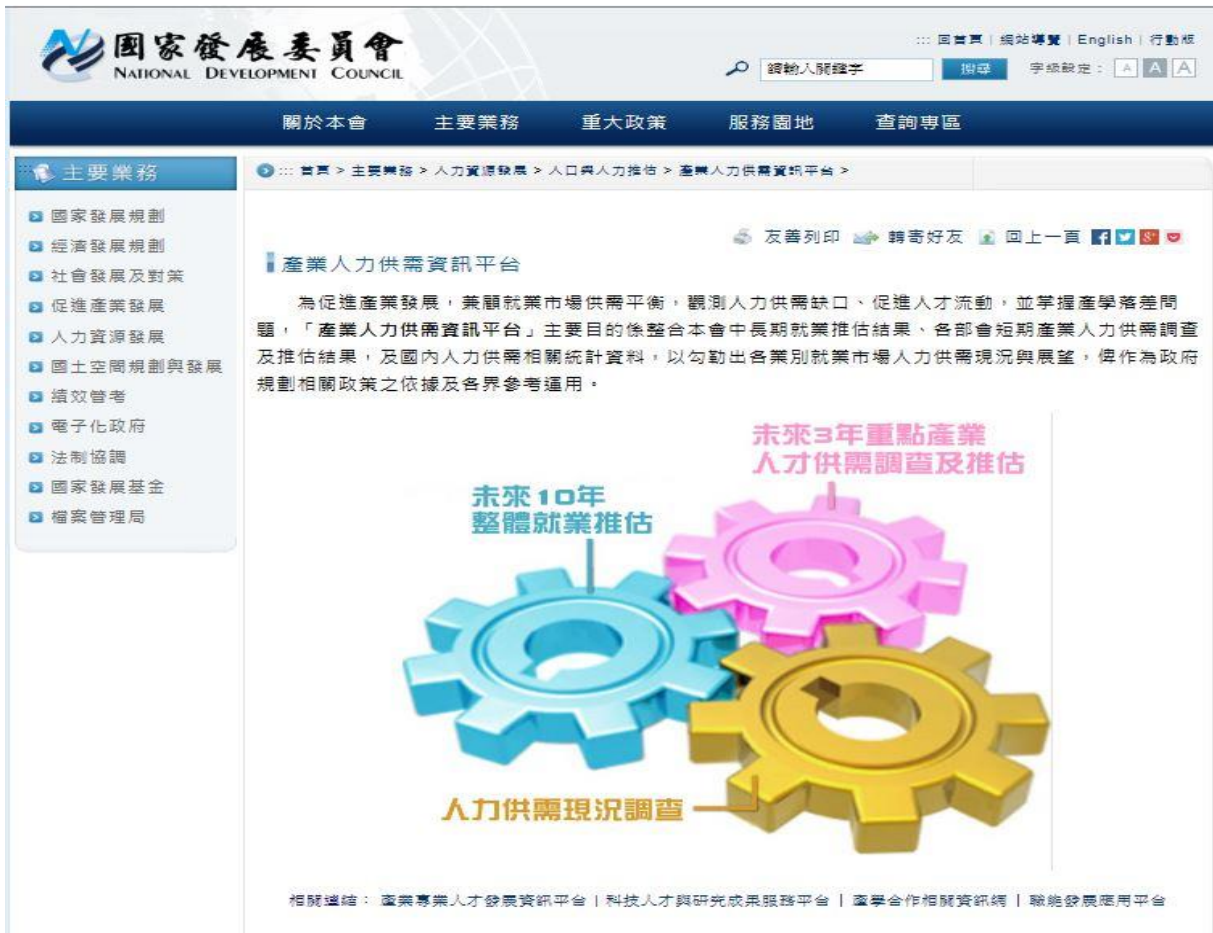 國家發展委員會
NATIONAL DEVELOPMENT COUNCIL
::: 回首頁 | 網站導覽 | English | 行動版
請輸入關鍵字 搜尋 字級設定： A A A
關於本會 主要業務 重大政策 服務園地 查詢專區
主要業務
國家發展規劃
經濟發展規劃
社會發展及對策
促進產業發展
人力資源發展
國土空間規劃與發展
績效管考
電子化政府
法制協調
國家發展基金
檔案管理局
::: 首頁 > 主要業務 > 人力資源發展 > 人口與人力推估 > 產業人力供需資訊平台 >
友善列印 轉寄好友 回上一頁
產業人力供需資訊平台
為促進產業發展，兼顧就業市場供需平衡，觀測人力供需缺口、促進人才流動，並掌握產學落差問
題，「產業人力供需資訊平台」主要目的係整合本會中長期就業推估結果、各部會短期產業人力供需調查
及推估結果，及國內人力供需相關統計資料，以勾勒出各業別就業市場人力供需現況與展望，俾作為政府
規劃相關政策之依據及各界參考運用。
未來3年重點產業
人才供需調查及推估
未來10年
整體就業推估
人力供需現況調查
相關連結： 產業專業人才發展資訊平台 | 科技人才與研究成果服務平台 | 產學合作相關資訊網 | 職能發展應用平台